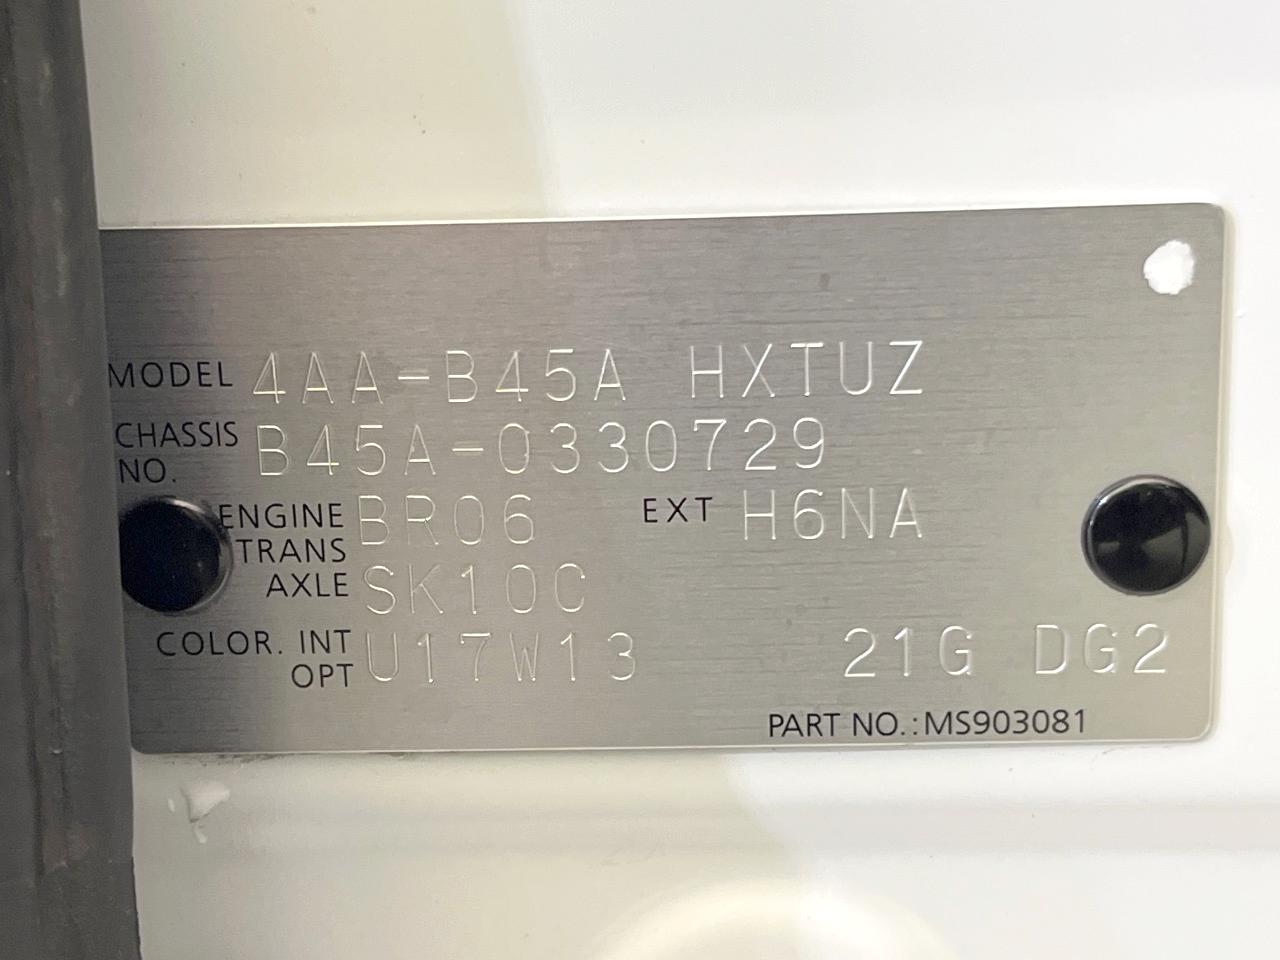 MODEL 4AA-B45A HXTUZ
CHASSIS NO. B45A-0330729
ENGINE BR06 EXT H6NA
TRANS AXLE SK10C
COLOR. INT OPT U17W13 21G DG2
PART NO.:MS903081